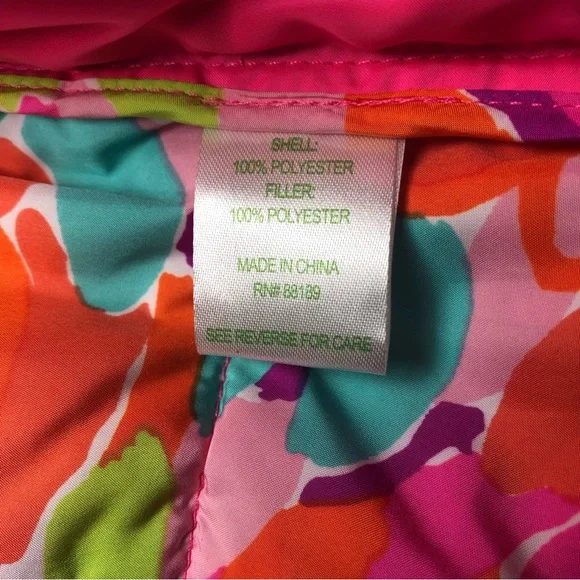 SHELL:
100% POLYESTER
FILLER:
100% POLYESTER
MADE IN CHINA
RN# 88189
SEE REVERSE FOR CARE